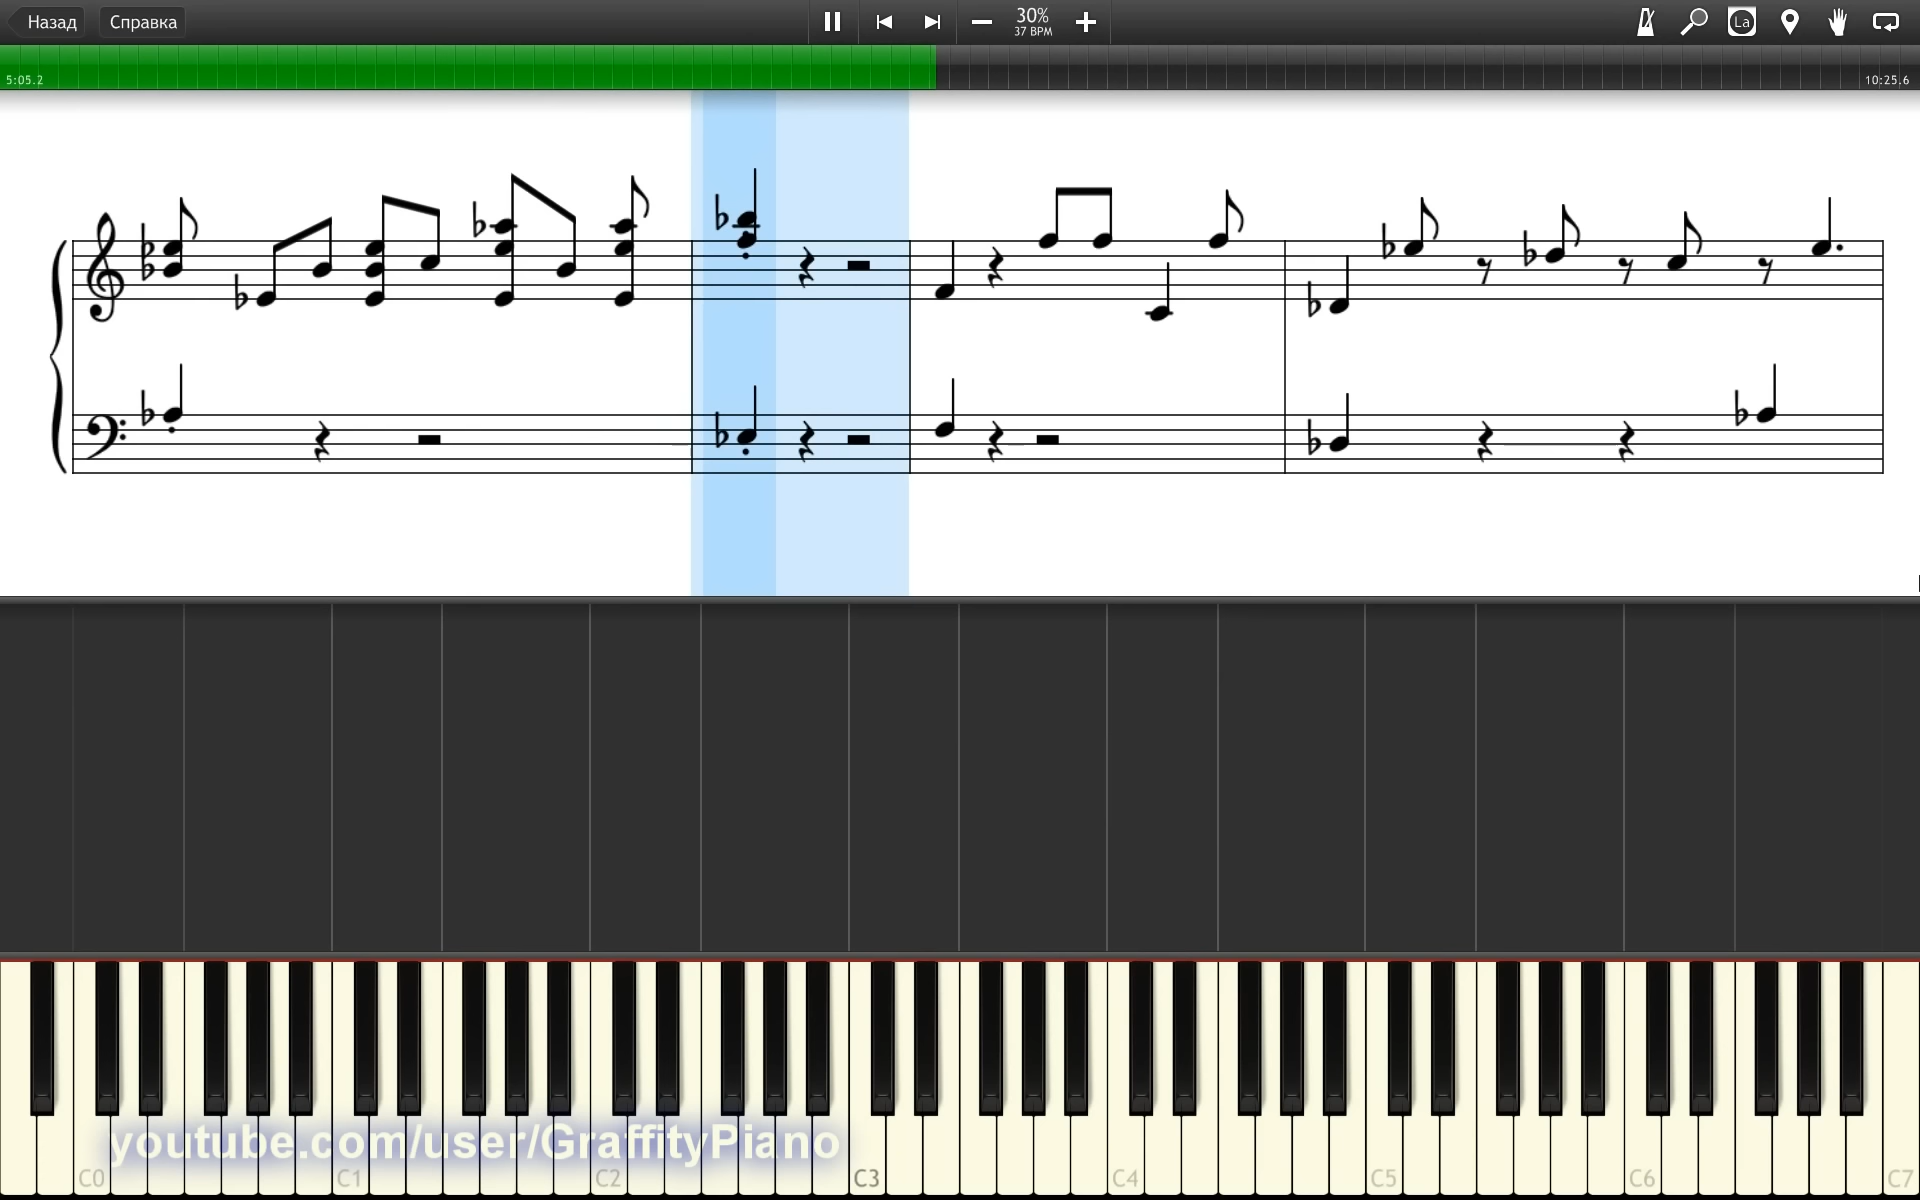 Назад Справка 30% La
37 BPM
5:05.2 10:25.6
youtube.com/user/GraffityPiano
C0 C1 C2 C3 C4 C5 C6 C7